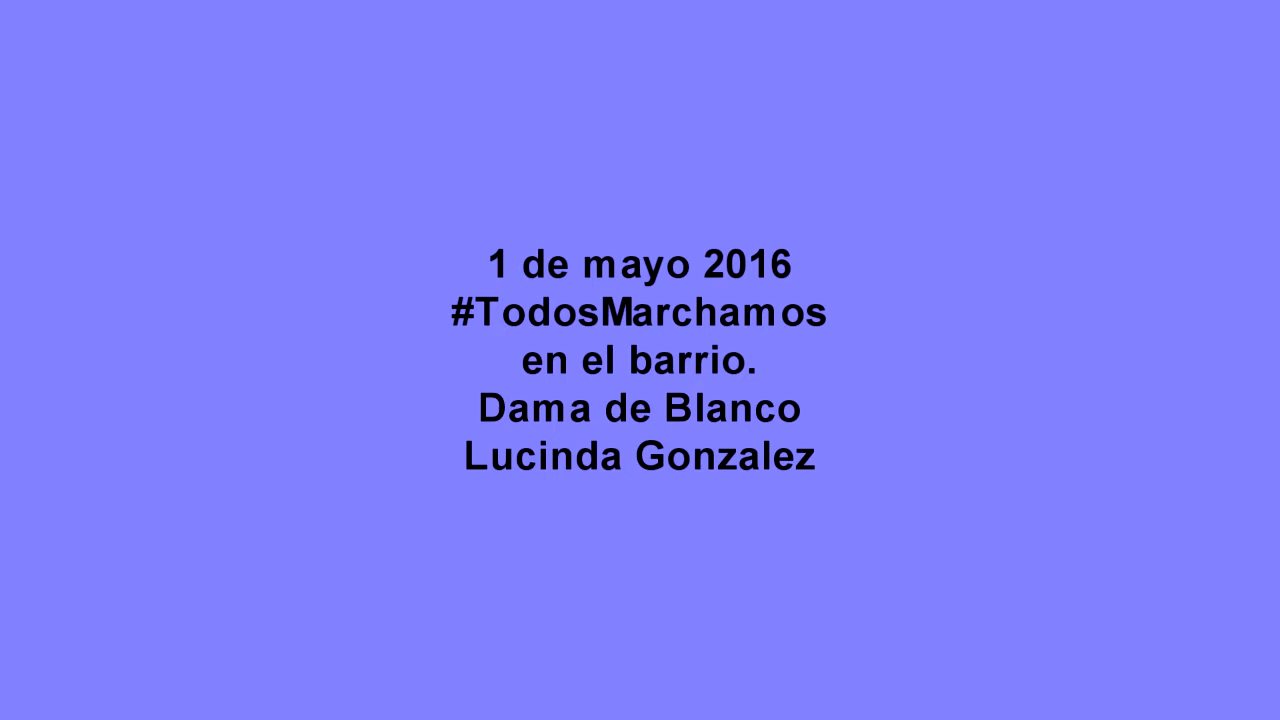 1 de mayo 2016
#TodosMarchamos
en el barrio.
Dama de Blanco
Lucinda Gonzalez